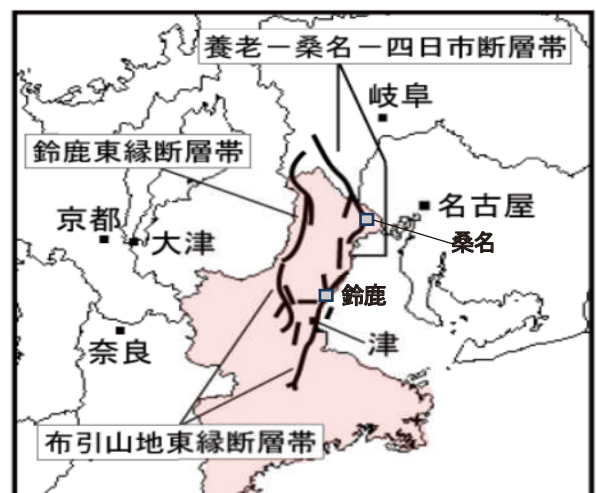 養老－桑名－四日市断層帯
岐阜
鈴鹿東縁断層帯
名古屋
京都
大津
桑名
鈴鹿
津
奈良
布引山地東縁断層帯